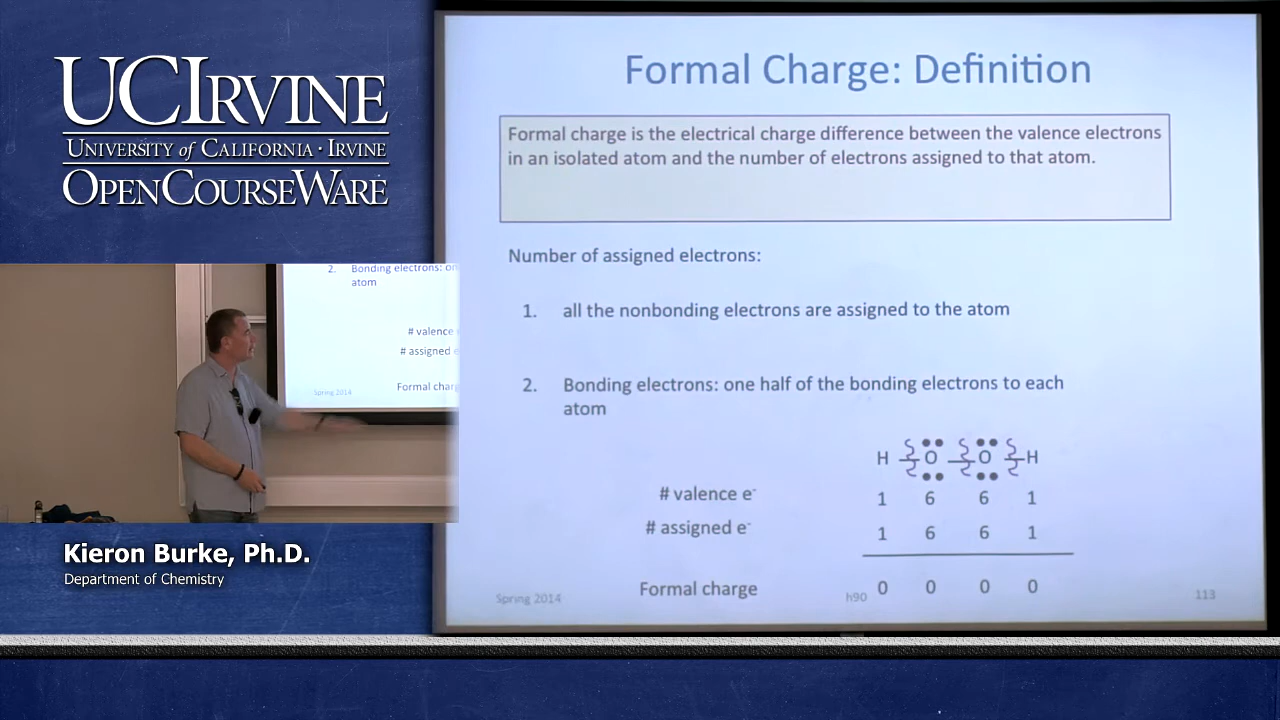 UCIRVINE
UNIVERSITY of CALIFORNIA · IRVINE
OPENCOURSEWARE
2. Bonding electrons: on
atom
# valence
# assigned e
Formal charg
Spring 2014
Kieron Burke, Ph.D.
Department of Chemistry
Formal Charge: Definition
Formal charge is the electrical charge difference between the valence electrons
in an isolated atom and the number of electrons assigned to that atom.
Number of assigned electrons:
1. all the nonbonding electrons are assigned to the atom
2. Bonding electrons: one half of the bonding electrons to each
atom
H O O H
# valence e- 1 6 6 1
# assigned e- 1 6 6 1
Formal charge 0 0 0 0
Spring 2014 h90 113